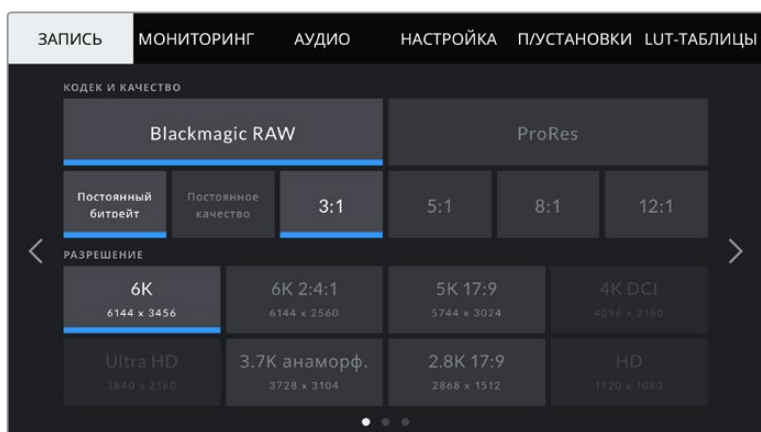 ЗАПИСЬ МОНИТОРИНГ АУДИО НАСТРОЙКА П/УСТАНОВКИ LUT-ТАБЛИЦЫ
КОДЕК И КАЧЕСТВО
Blackmagic RAW ProRes
Постоянный битрейт Постоянное качество 3:1 5:1 8:1 12:1
РАЗРЕШЕНИЕ
6K 6K 2:4:1 5K 17:9 4K DCI
6144 x 3456 6144 x 2560 5744 x 3024 4096 x 2160
Ultra HD 3.7K анаморф. 2.8K 17:9 HD
3840 x 2160 3728 x 3104 2868 x 1512 1920 x 1080